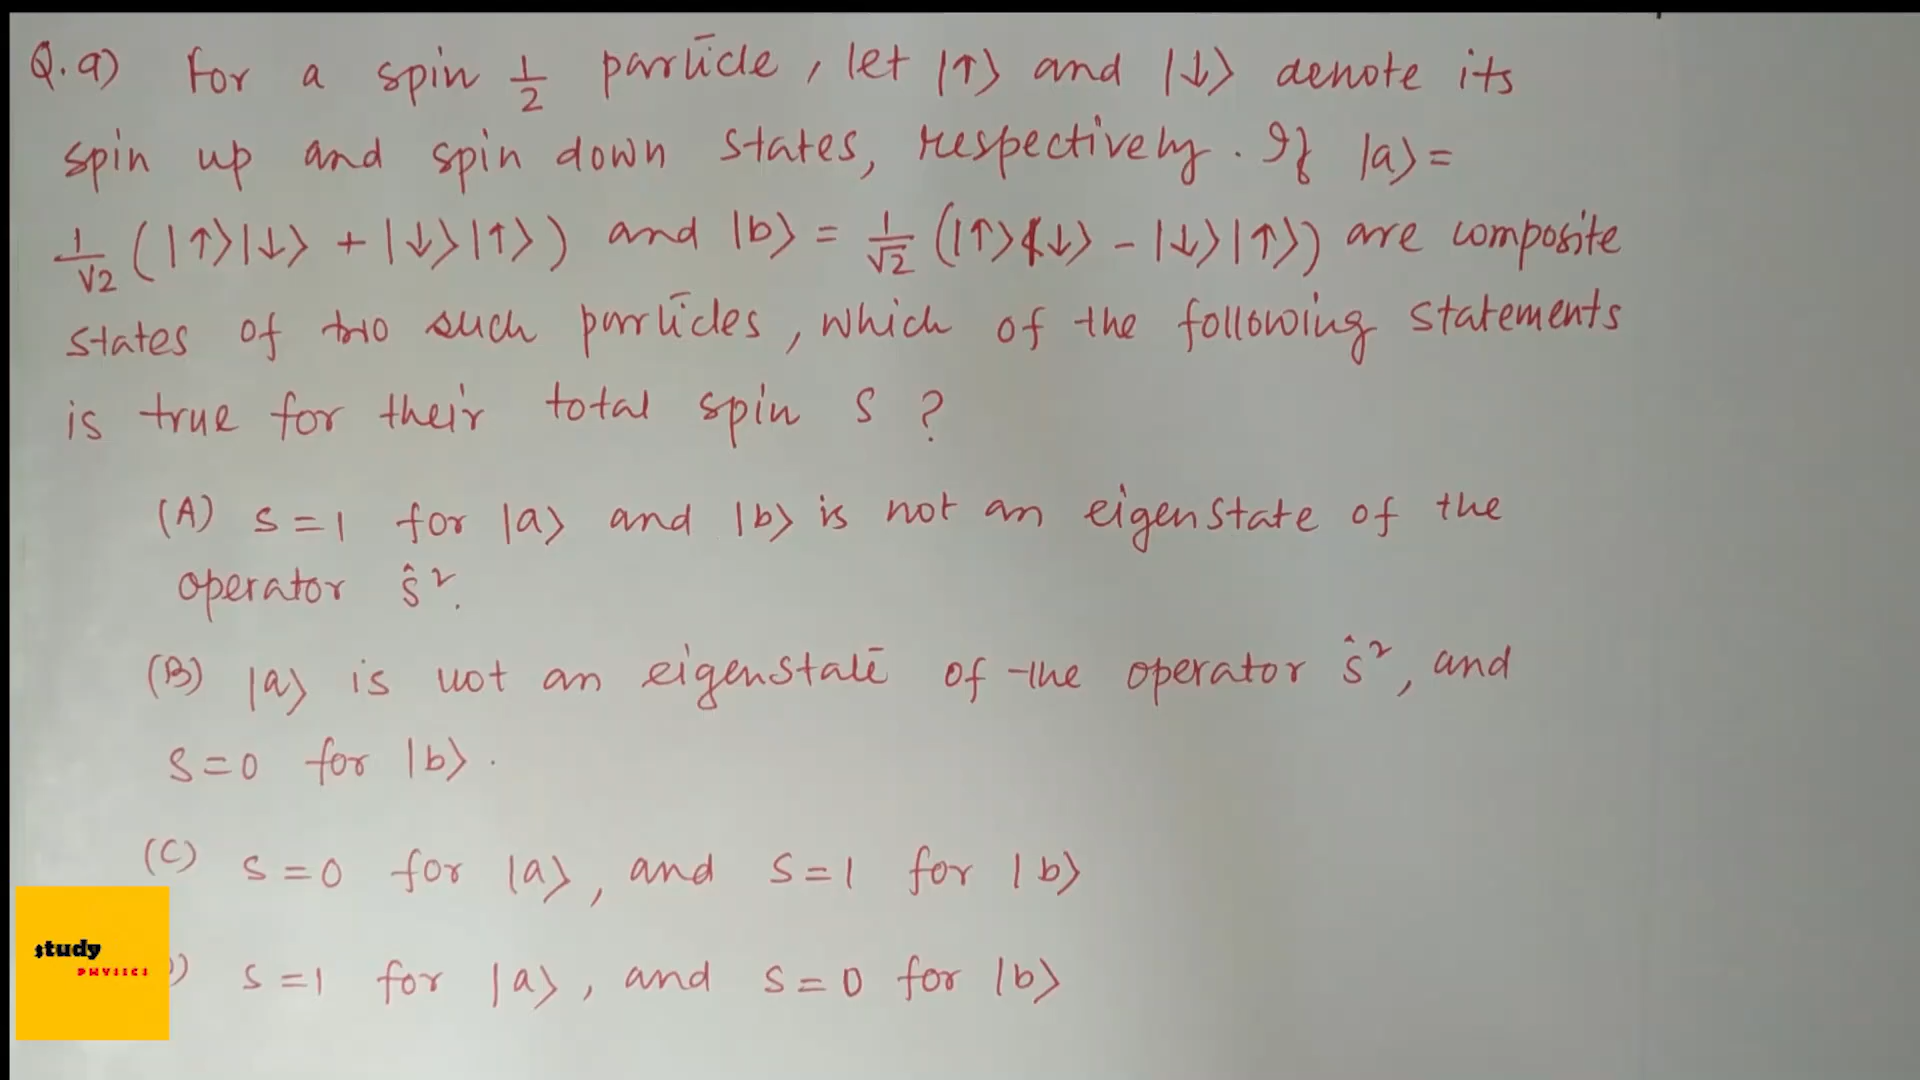 Q.9) For a spin 1/2 particle, let |↑⟩ and |↓⟩ denote its
spin up and spin down states, respectively. If |a⟩ =
1/√2 (|↑⟩|↓⟩ + |↓⟩|↑⟩) and |b⟩ = 1/√2 (|↑⟩|↓⟩ - |↓⟩|↑⟩) are composite
states of two such particles, which of the following statements
is true for their total spin S ?
(A) S = 1 for |a⟩ and |b⟩ is not an eigenstate of the
operator ŝ².
(B) |a⟩ is not an eigenstate of the operator ŝ², and
S=0 for |b⟩.
(C) S = 0 for |a⟩, and S=1 for |b⟩
) S =1 for |a⟩, and S=0 for |b⟩
study
PHYSICS